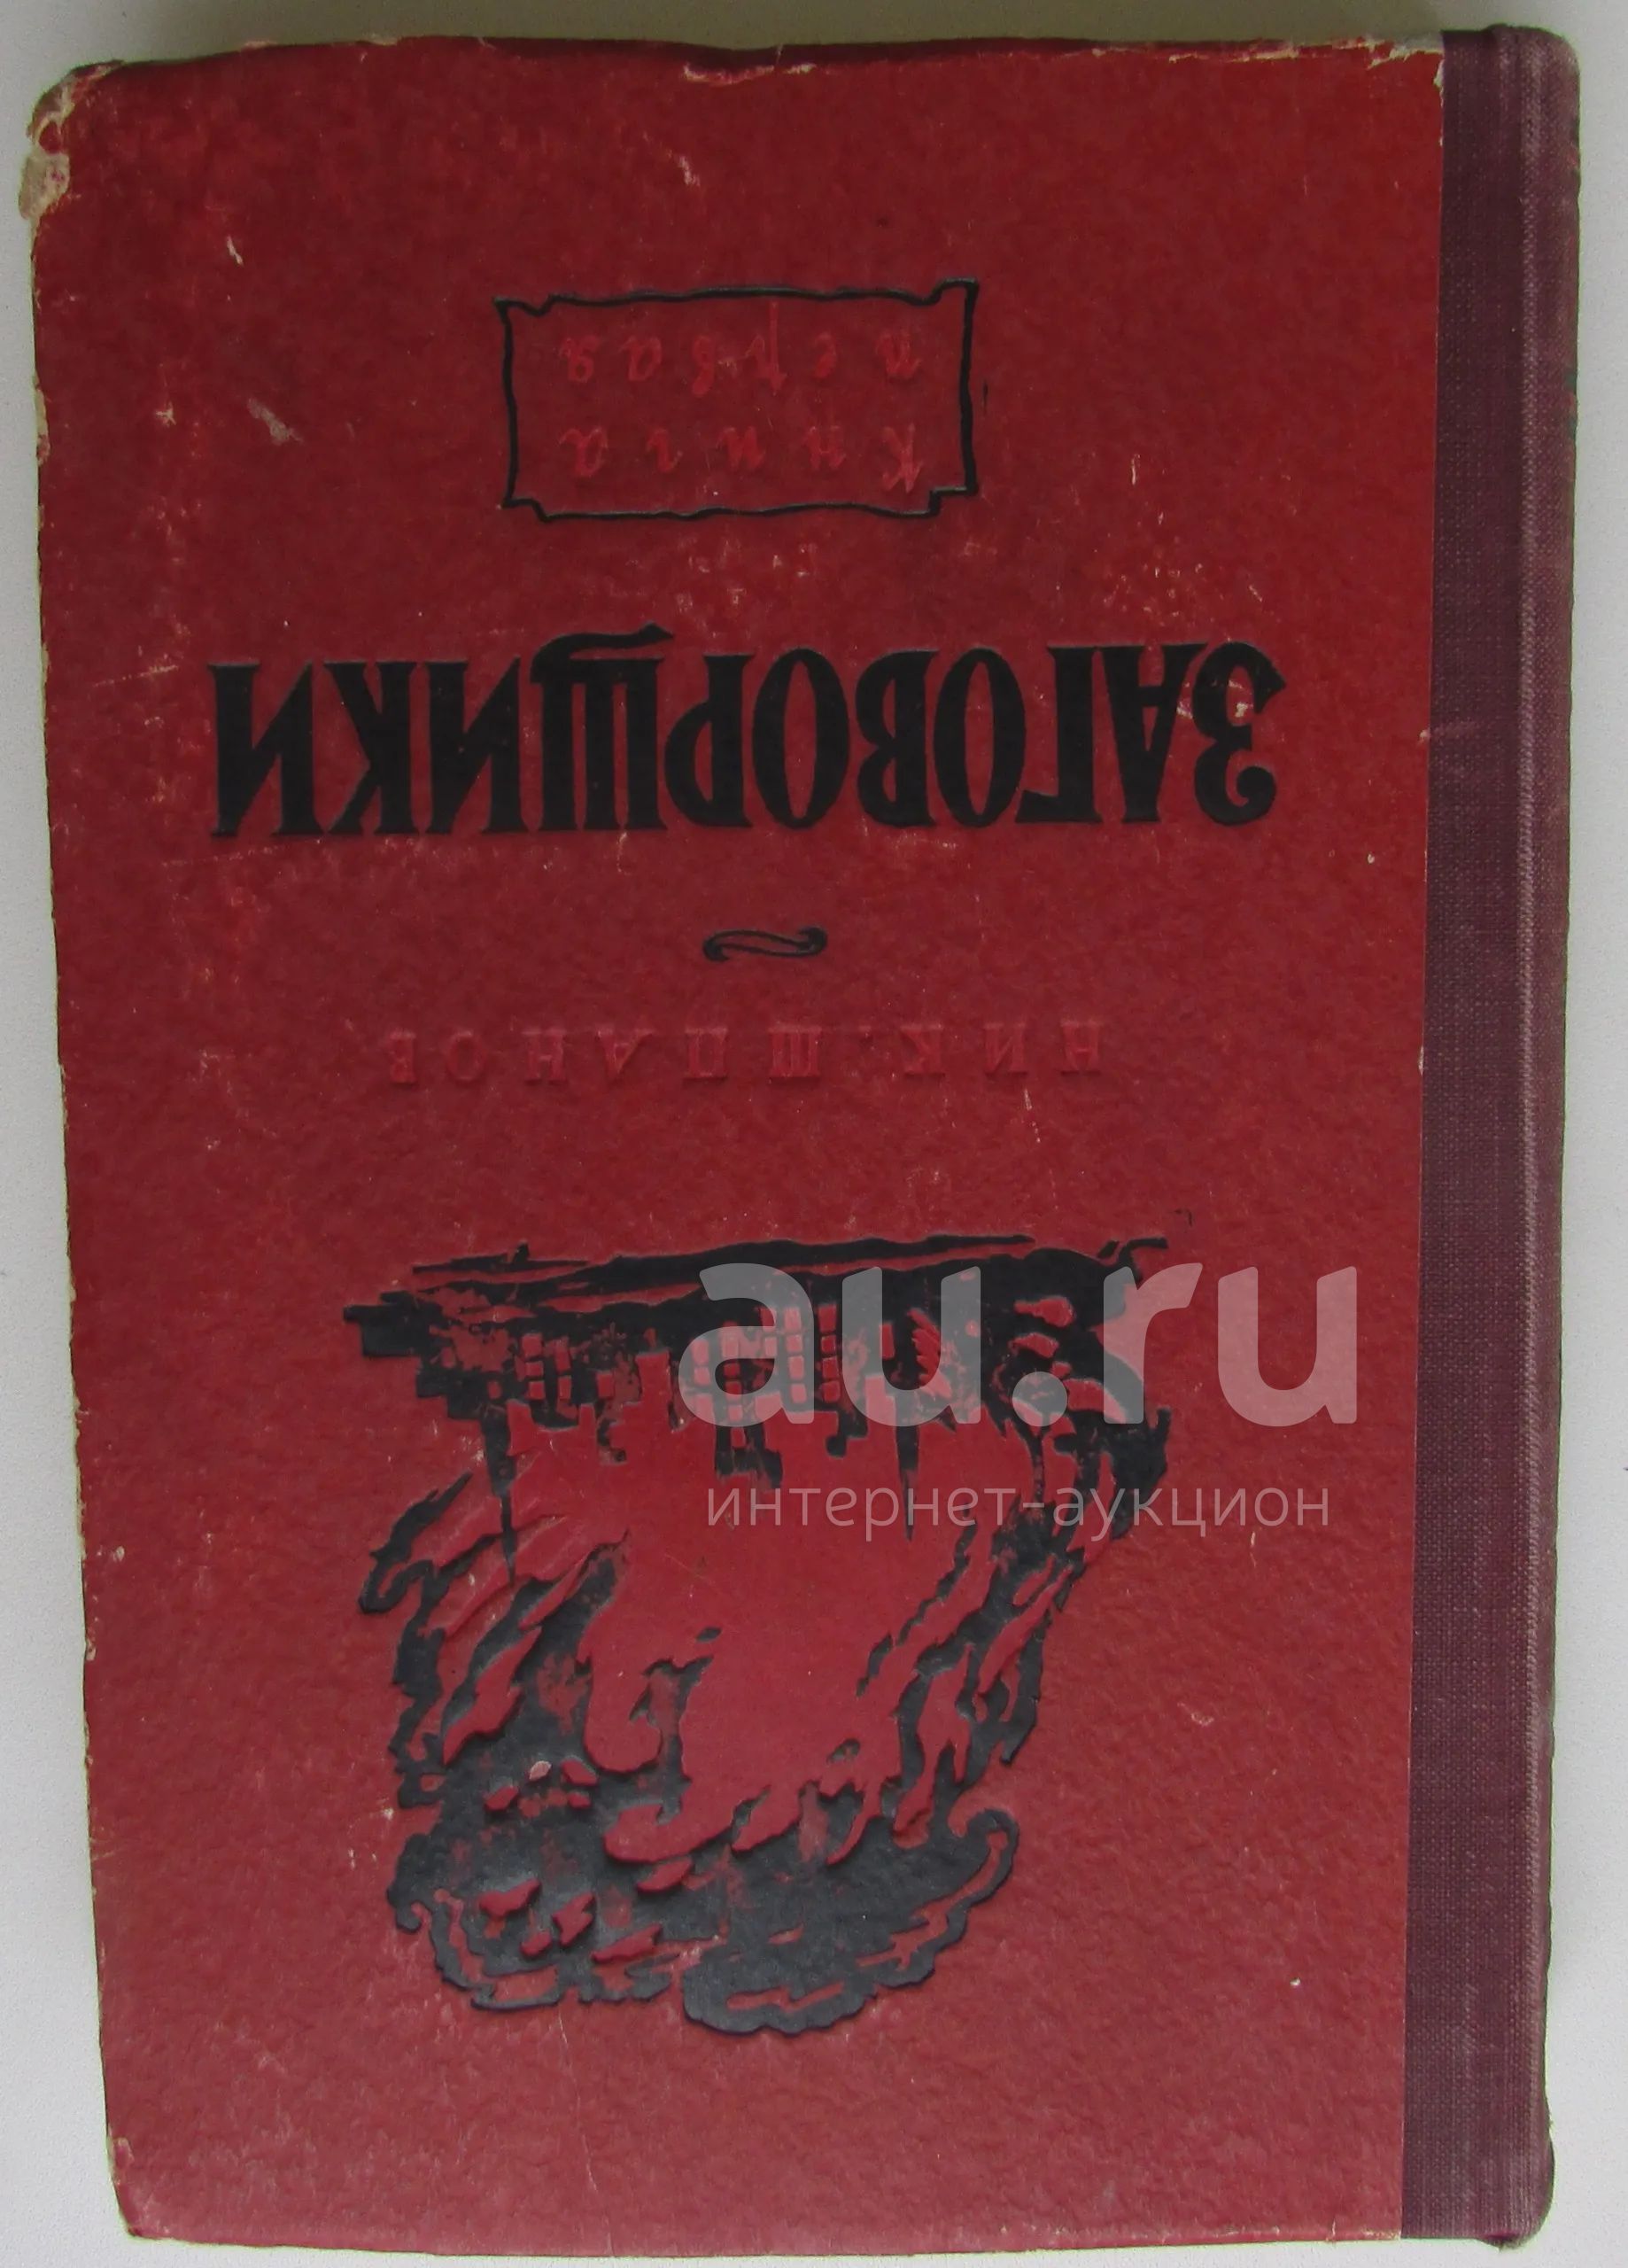 НИК. ШПАНОВ
ЗАГОВОРЩИКИ
Книга
первая
au.ru
интернет-аукцион